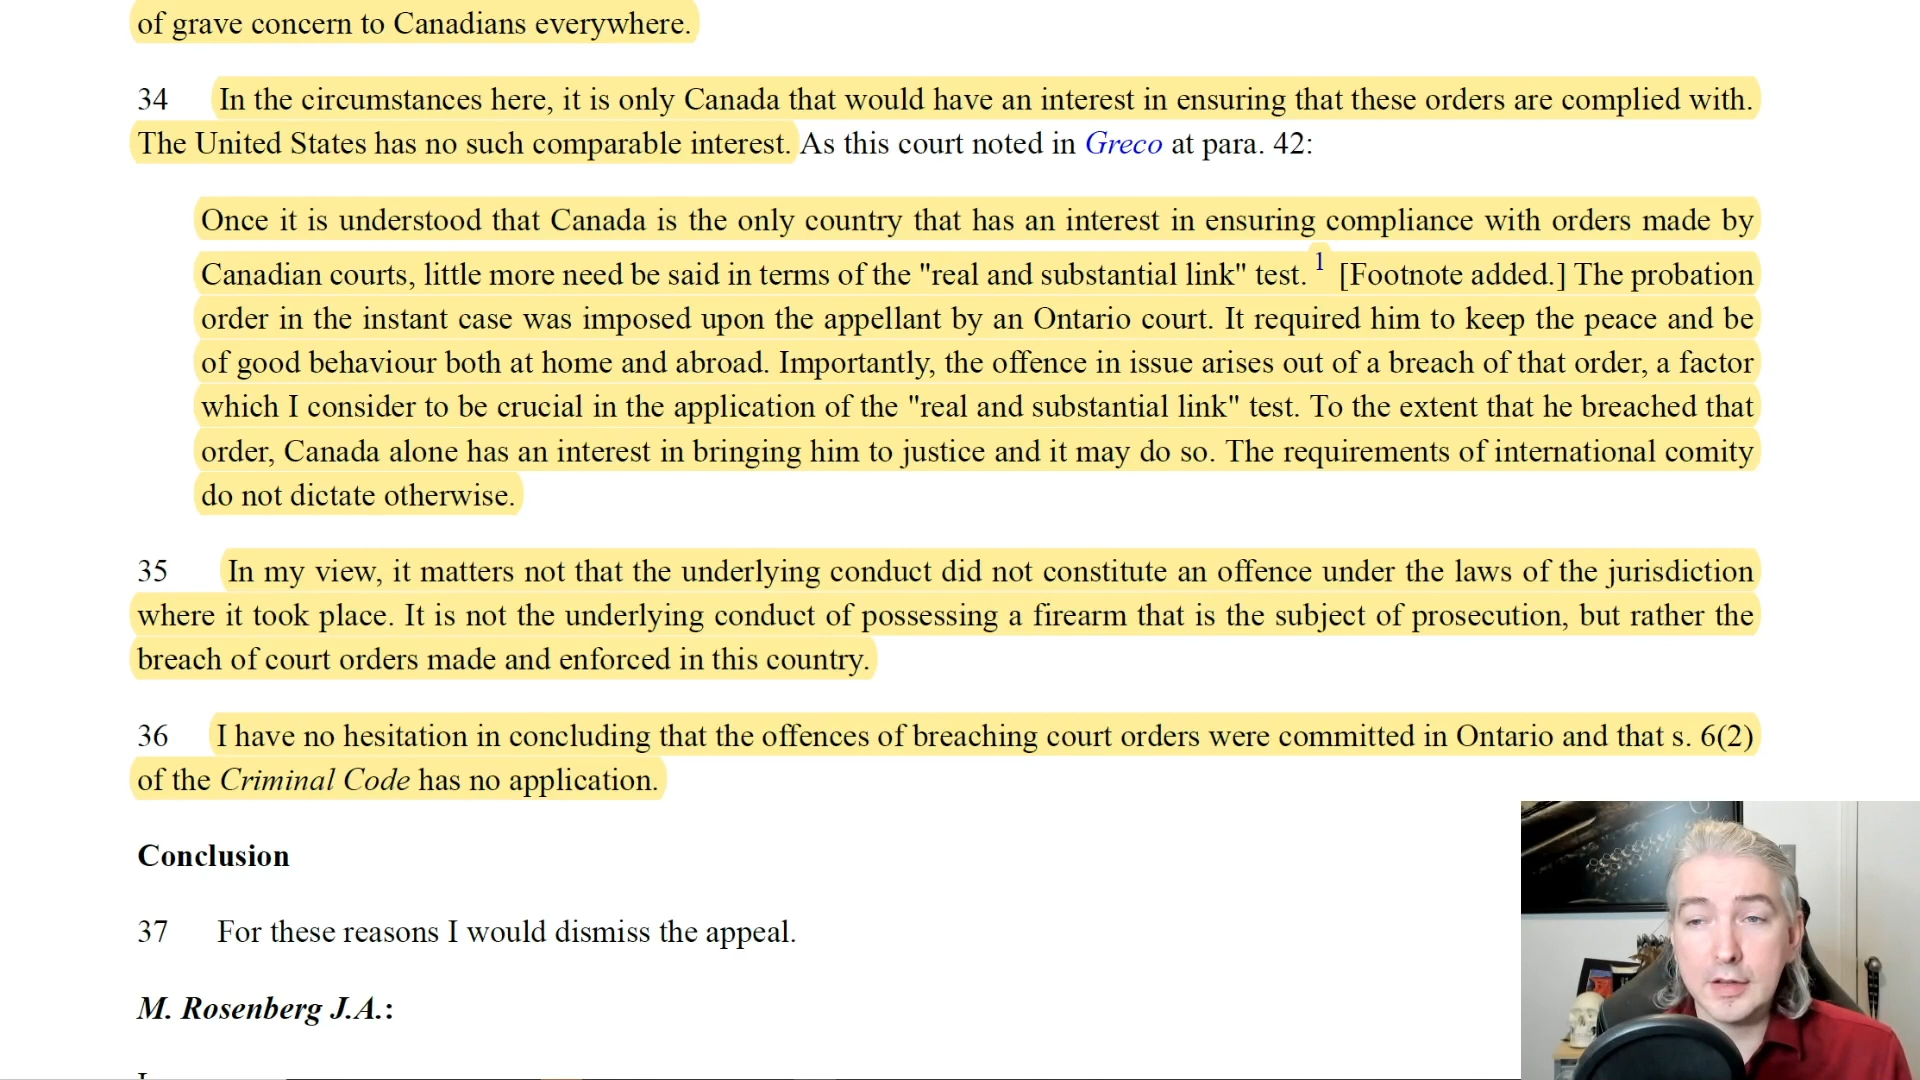 of grave concern to Canadians everywhere.
34 In the circumstances here, it is only Canada that would have an interest in ensuring that these orders are complied with.
The United States has no such comparable interest. As this court noted in Greco at para. 42:
Once it is understood that Canada is the only country that has an interest in ensuring compliance with orders made by
Canadian courts, little more need be said in terms of the "real and substantial link" test. 1 [Footnote added.] The probation
order in the instant case was imposed upon the appellant by an Ontario court. It required him to keep the peace and be
of good behaviour both at home and abroad. Importantly, the offence in issue arises out of a breach of that order, a factor
which I consider to be crucial in the application of the "real and substantial link" test. To the extent that he breached that
order, Canada alone has an interest in bringing him to justice and it may do so. The requirements of international comity
do not dictate otherwise.
35 In my view, it matters not that the underlying conduct did not constitute an offence under the laws of the jurisdiction
where it took place. It is not the underlying conduct of possessing a firearm that is the subject of prosecution, but rather the
breach of court orders made and enforced in this country.
36 I have no hesitation in concluding that the offences of breaching court orders were committed in Ontario and that s. 6(2)
of the Criminal Code has no application.
Conclusion
37 For these reasons I would dismiss the appeal.
M. Rosenberg J.A.: